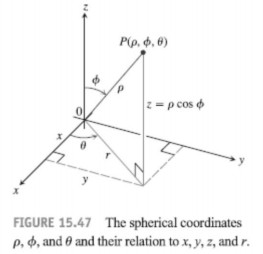 z
P(ρ, ϕ, θ)
ϕ
ρ
z = ρ cos ϕ
0
x
θ
r
y
y
x
FIGURE 15.47 The spherical coordinates
ρ, ϕ, and θ and their relation to x, y, z, and r.